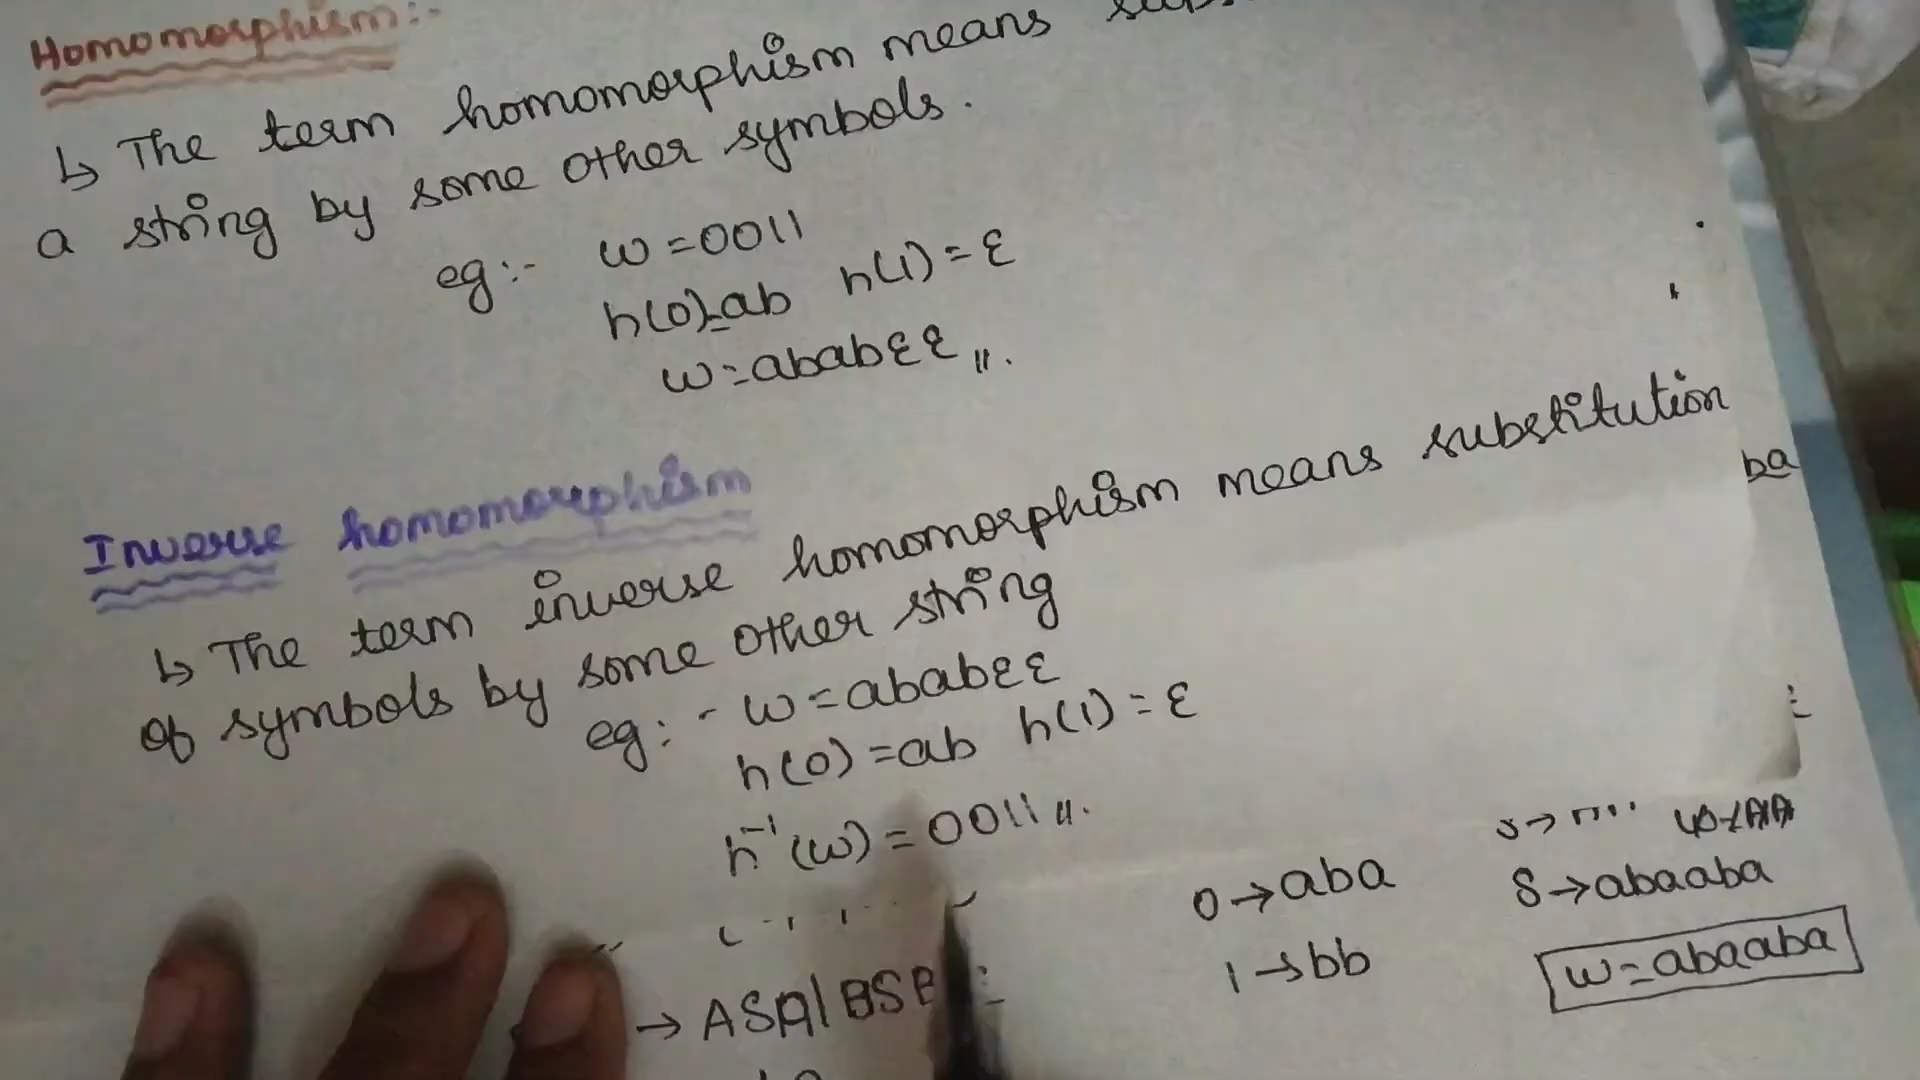 Homomorphism:-
↳ The term homomorphism means
a string by some other symbols.
eg:- w=0011
h(0)=ab h(1)=ε
w=ababεε //.
Inverse homomorphism
↳ The term inverse homomorphism means substitution
of symbols by some other string
ba
eg:- w=ababεε
h(0)=ab h(1)=ε
h⁻¹(w)=0011 //.
0→aba
S→abaaba
1→bb
w=abaaba
→ASA|BSB